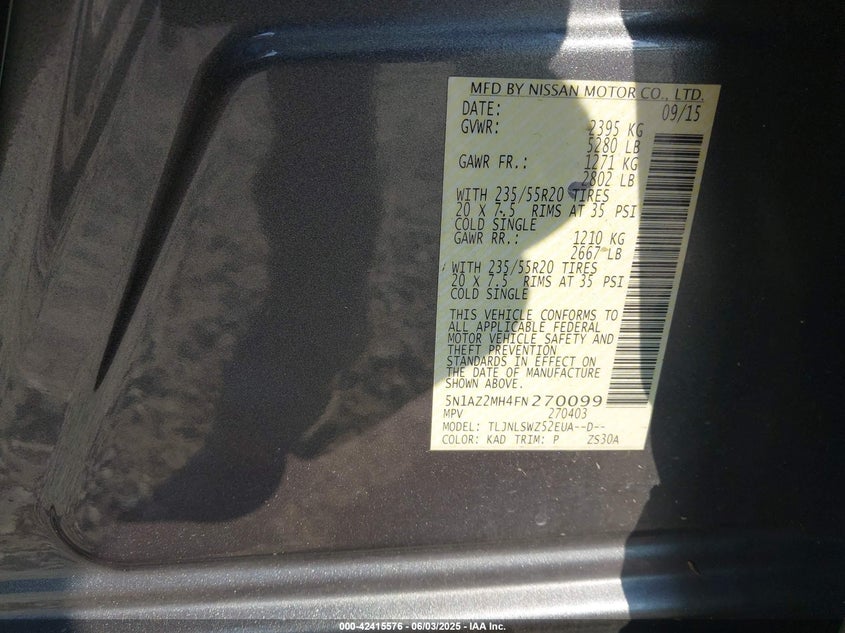 MFD BY NISSAN MOTOR CO., LTD.
DATE: 09/15
GVWR: 2395 KG
5280 LB
GAWR FR.: 1271 KG
2802 LB
WITH 235/55R20 TIRES
20 X 7.5 RIMS AT 35 PSI
COLD SINGLE
GAWR RR.: 1210 KG
2667 LB
WITH 235/55R20 TIRES
20 X 7.5 RIMS AT 35 PSI
COLD SINGLE
THIS VEHICLE CONFORMS TO
ALL APPLICABLE FEDERAL
MOTOR VEHICLE SAFETY AND
THEFT PREVENTION
STANDARDS IN EFFECT ON
THE DATE OF MANUFACTURE
SHOWN ABOVE.
5N1AZ2MH4FN270099
MPV 270403
MODEL: TLJNLSWZ52EUA--D--
COLOR: KAD TRIM: P ZS30A
000-42415576 - 06/03/2025 - IAA Inc.